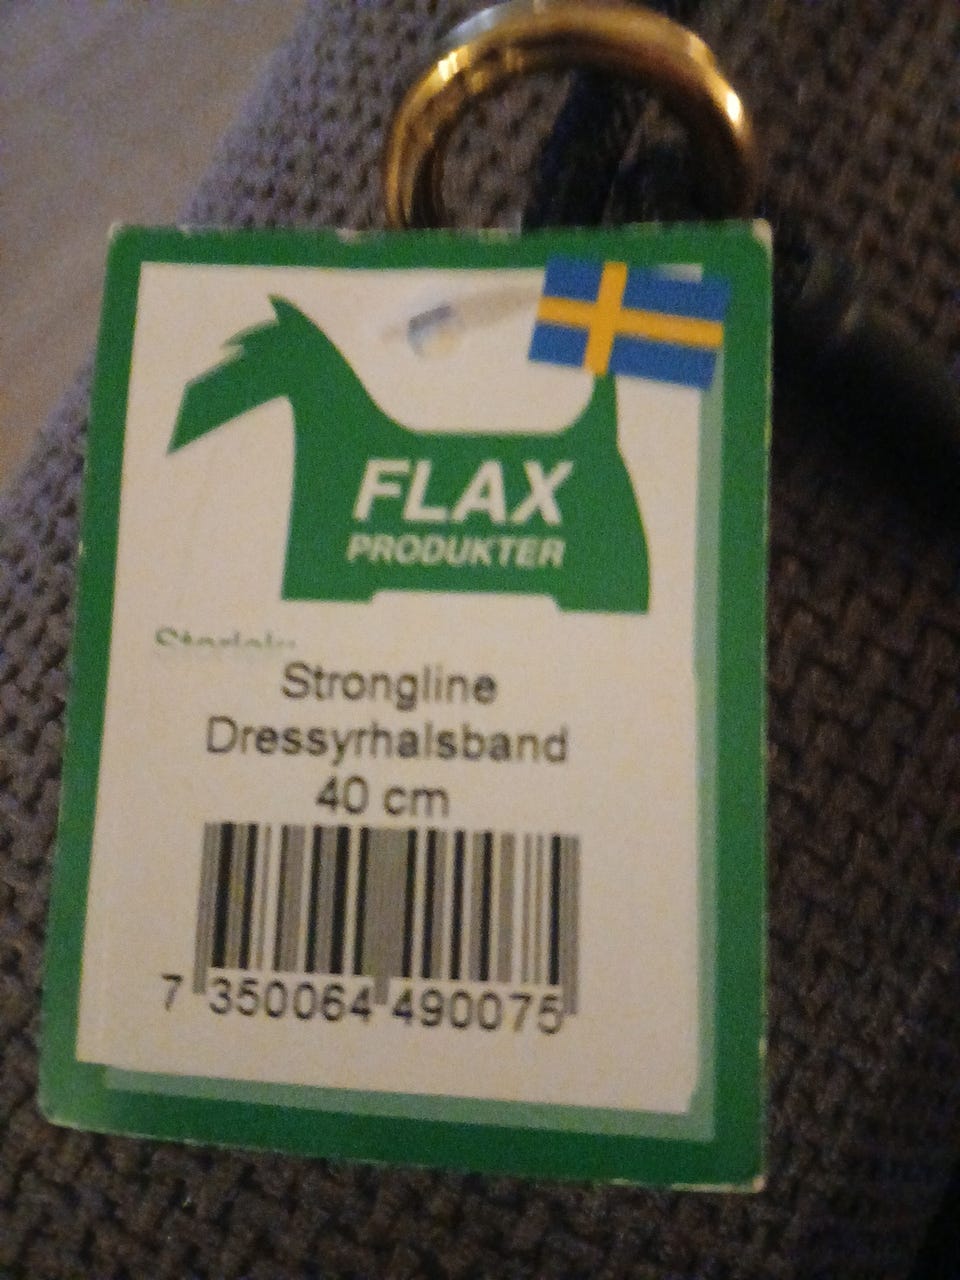 FLAX
PRODUKTER
Strongline
Dressyrhalsband
40 cm
7 350064 490075